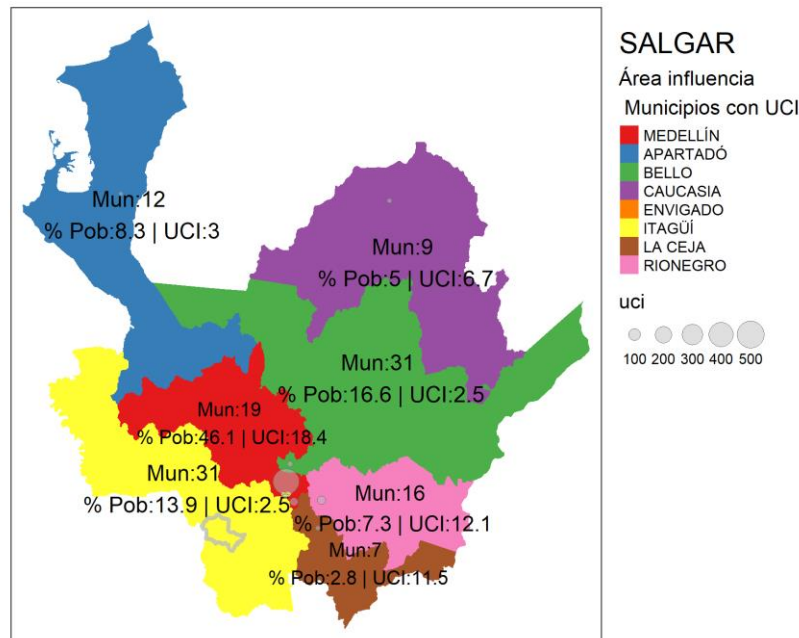 SALGAR
Área influencia
Municipios con UCI
MEDELLÍN
APARTADÓ
BELLO
CAUCASIA
ENVIGADO
ITAGÜÍ
LA CEJA
RIONEGRO
uci
100 200 300 400 500
Mun:12
% Pob:8.3 | UCI:3
Mun:9
% Pob:5 | UCI:6.7
Mun:31
% Pob:16.6 | UCI:2.5
Mun:19
% Pob:46.1 | UCI:18.4
Mun:31
% Pob:13.9 | UCI:2.5
Mun:16
% Pob:7.3 | UCI:12.1
Mun:7
% Pob:2.8 | UCI:11.5